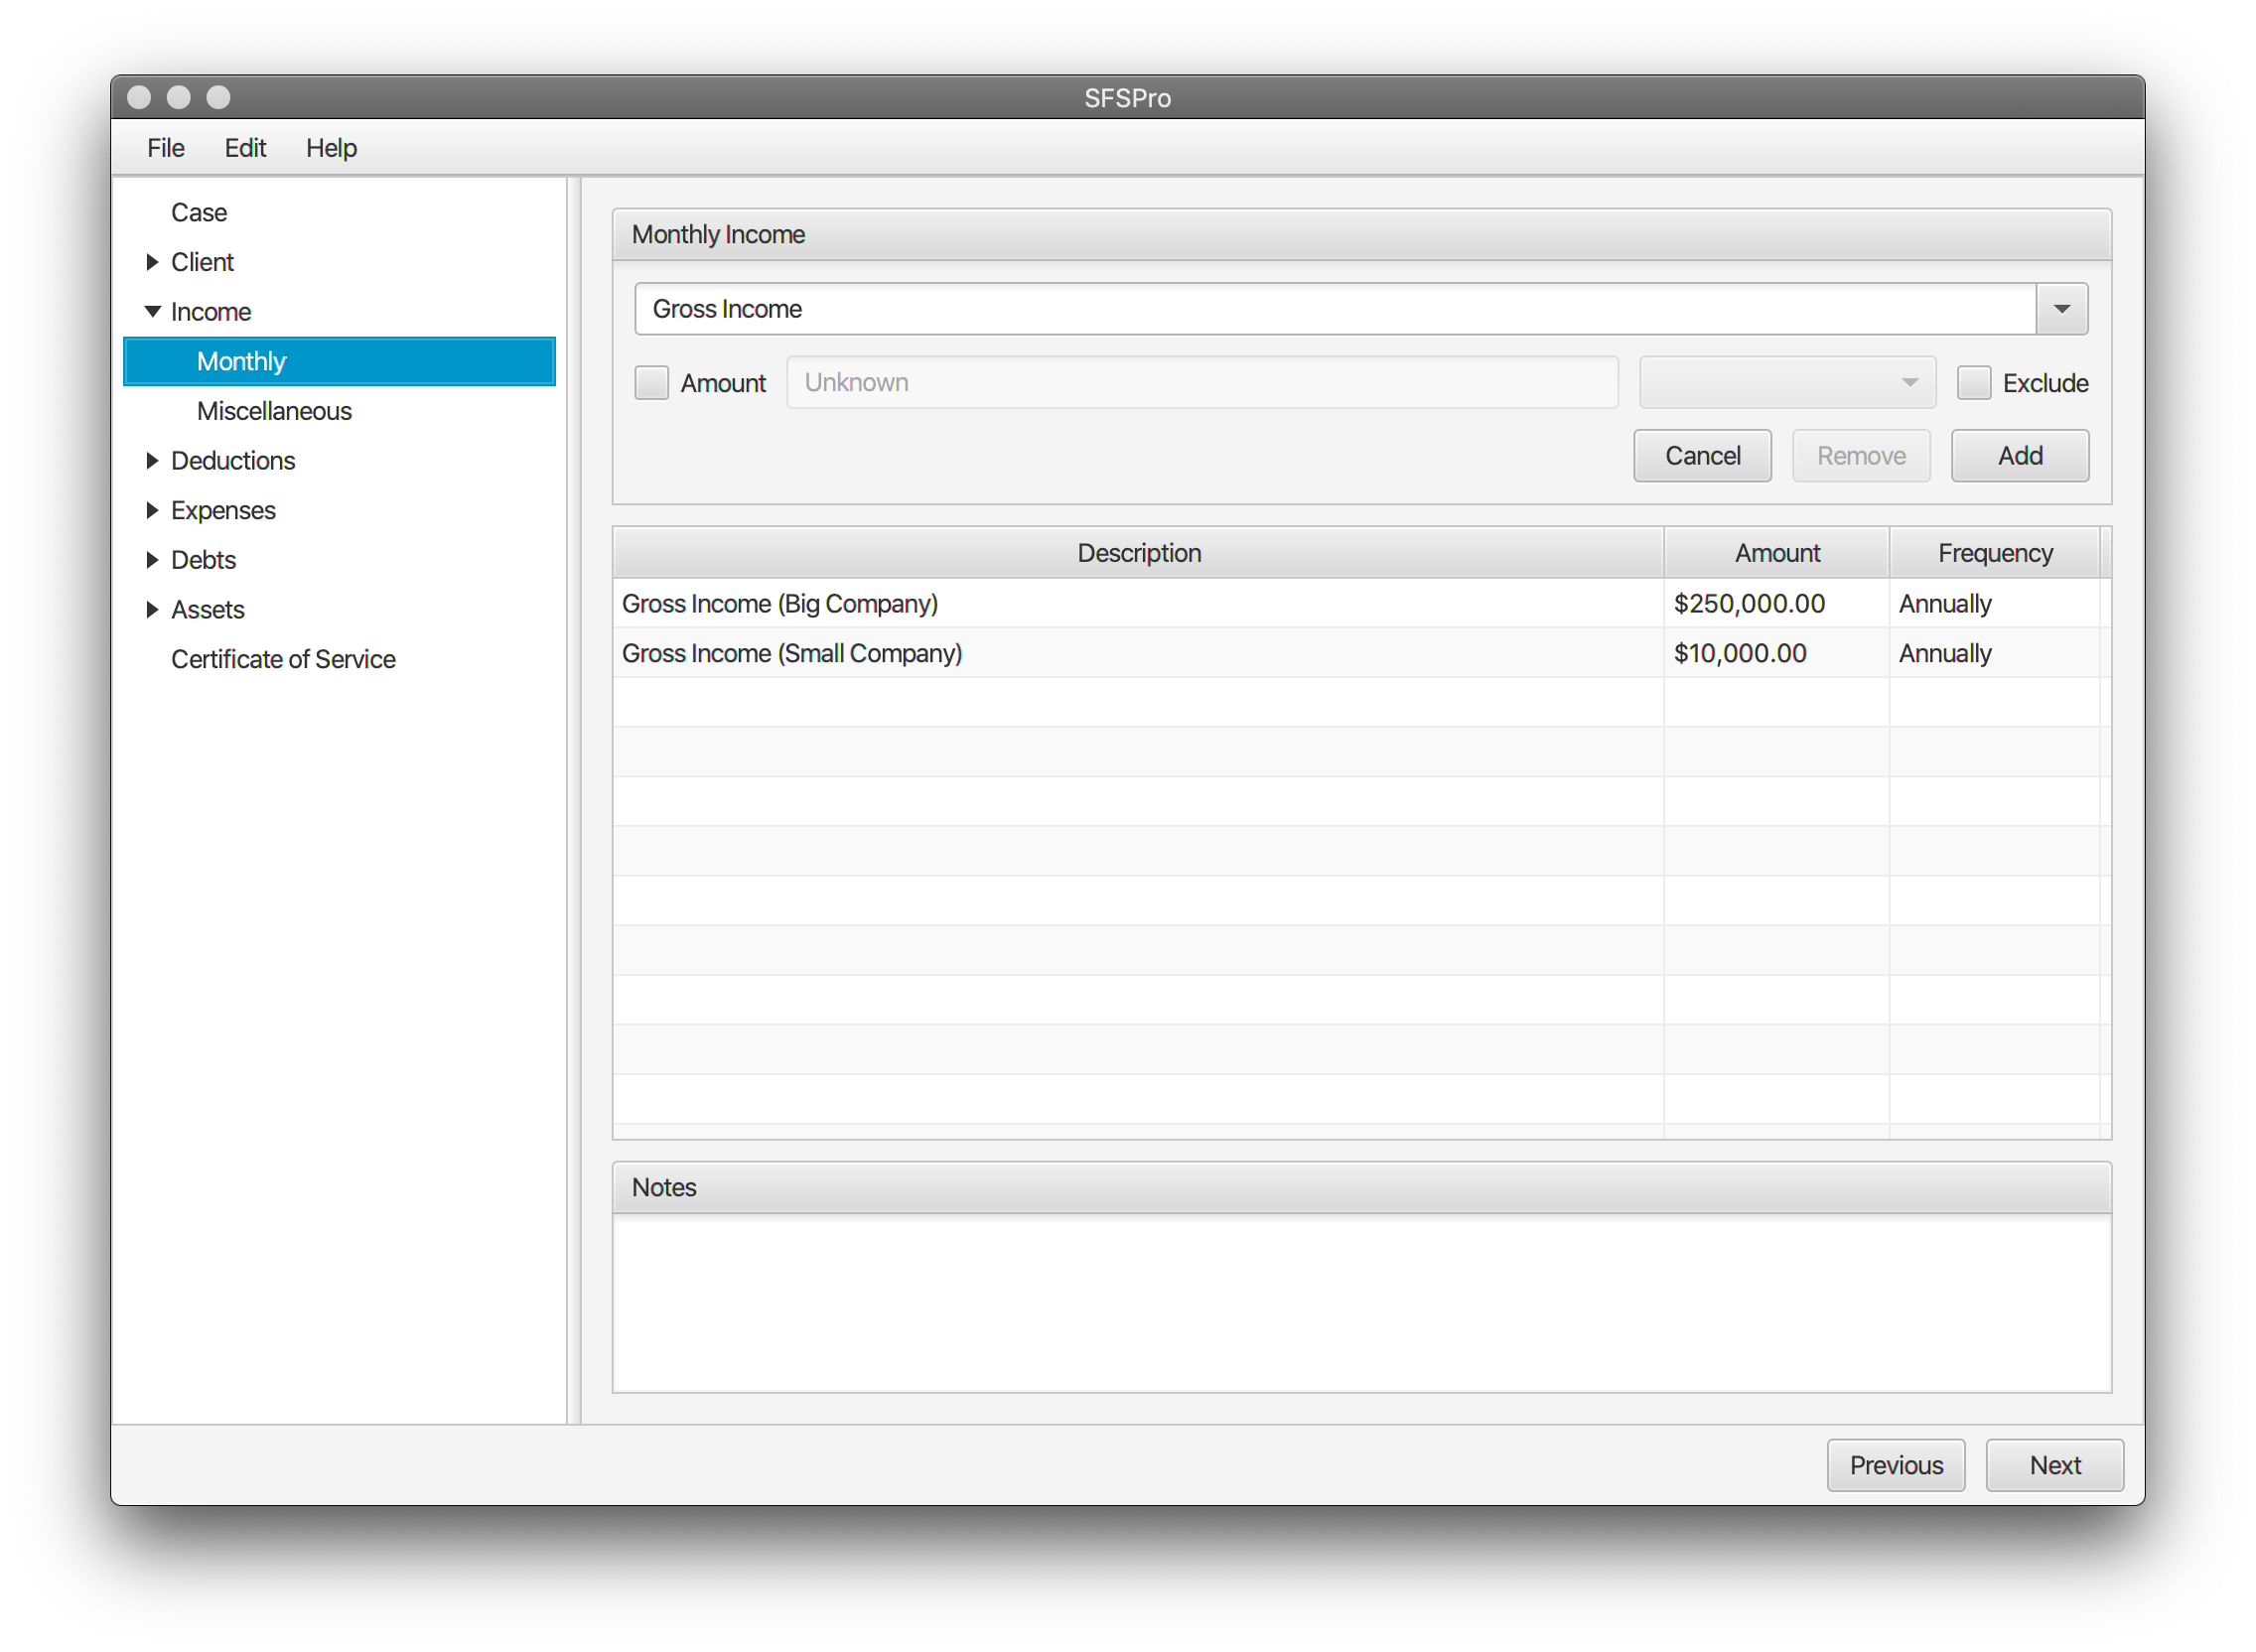 SFSPro
File Edit Help
Case
Client
Income
Monthly
Miscellaneous
Deductions
Expenses
Debts
Assets
Certificate of Service
Monthly Income
Gross Income
Amount Unknown Exclude
Cancel Remove Add
Description Amount Frequency
Gross Income (Big Company) $250,000.00 Annually
Gross Income (Small Company) $10,000.00 Annually
Notes
Previous Next